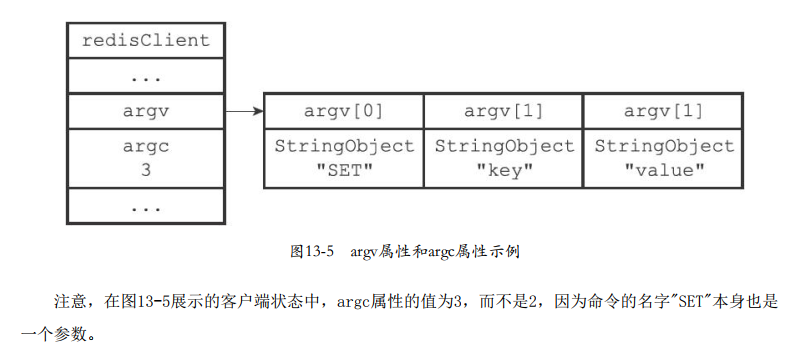 redisClient
...
argv
argv[0] argv[1] argv[1]
argc
3
StringObject StringObject StringObject
"SET" "key" "value"
...
图13-5 argv属性和argc属性示例
注意，在图13-5展示的客户端状态中，argc属性的值为3，而不是2，因为命令的名字"SET"本身也是
一个参数。